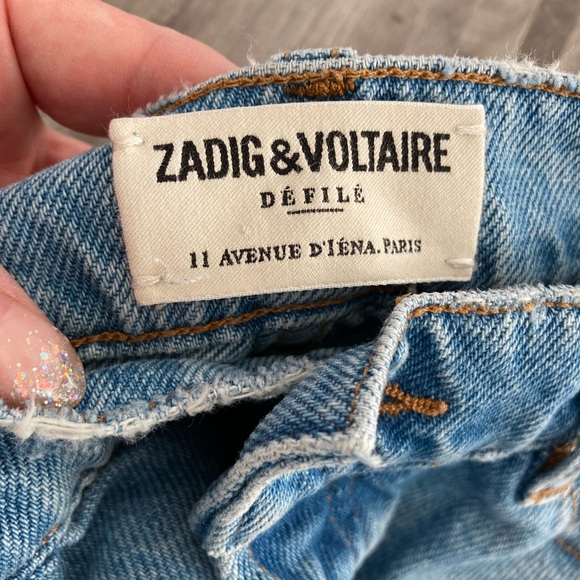 ZADIG&VOLTAIRE
DÉFILÉ
11 AVENUE D'IÉNA. PARIS